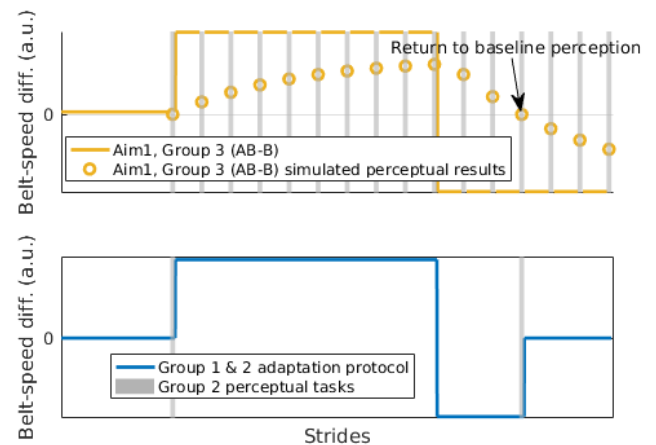 Belt-speed diff. (a.u.)
Return to baseline perception
0
Aim1, Group 3 (AB-B)
Aim1, Group 3 (AB-B) simulated perceptual results
Belt-speed diff. (a.u.)
0
Group 1 & 2 adaptation protocol
Group 2 perceptual tasks
Strides